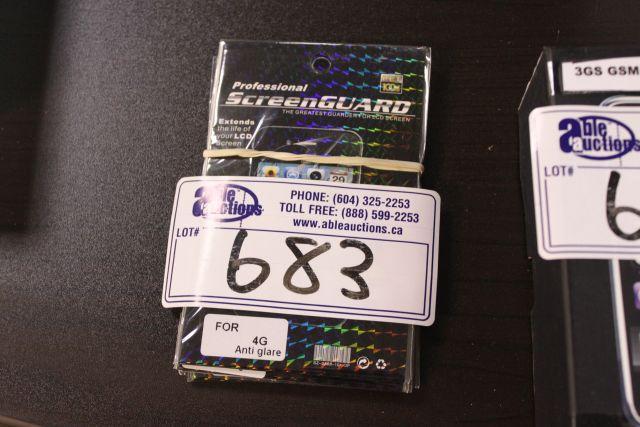 Professional
ScreenGUARD
THE GREATEST GUARDER FOR LCD SCREEN
Extends
the life of
your LCD
screen
29
able auctions
PHONE: (604) 325-2253
TOLL FREE: (888) 599-2253
www.ableauctions.ca
LOT#
683
FOR
4G
Anti glare
3GS GSM
able auctions
LOT#
6